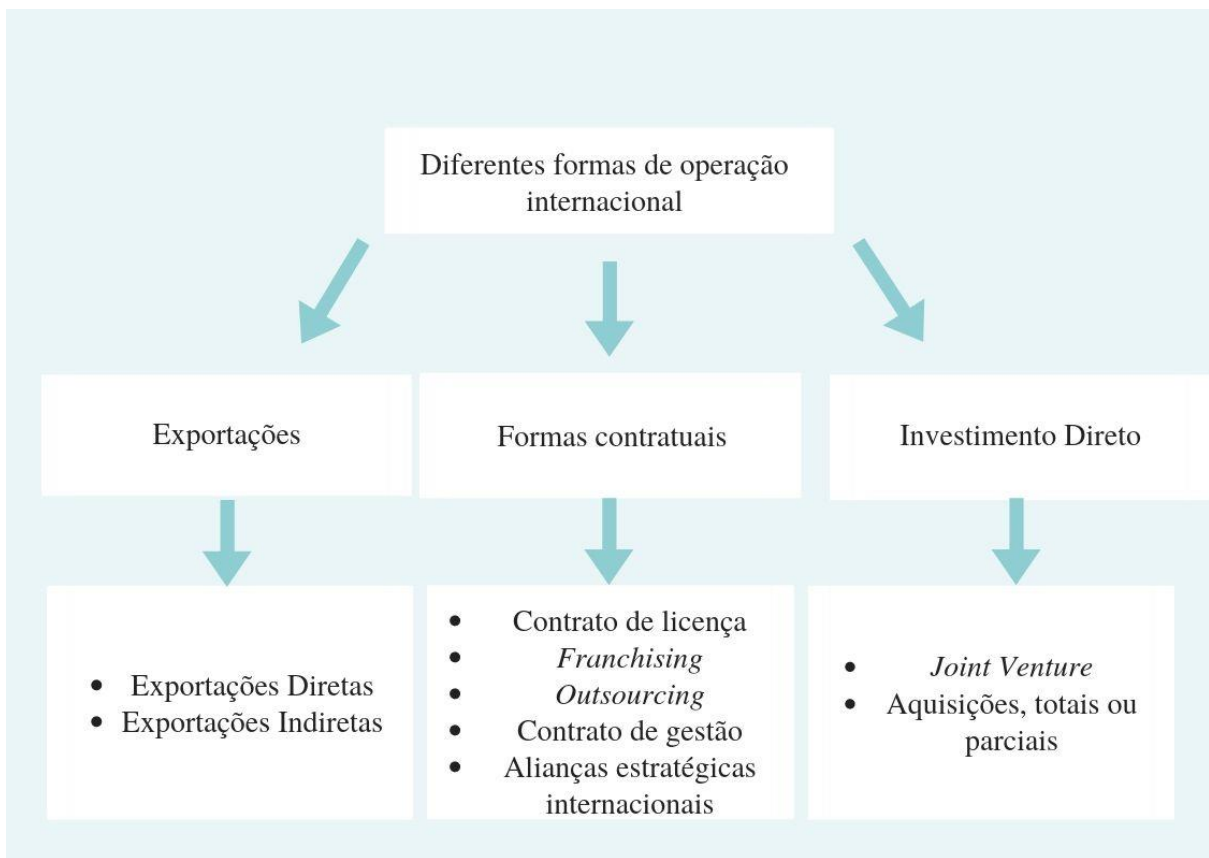 Diferentes formas de operação
internacional
Exportações
Formas contratuais
Investimento Direto
• Exportações Diretas
• Exportações Indiretas
• Contrato de licença
• Franchising
• Outsourcing
• Contrato de gestão
• Alianças estratégicas
internacionais
• Joint Venture
• Aquisições, totais ou
parciais